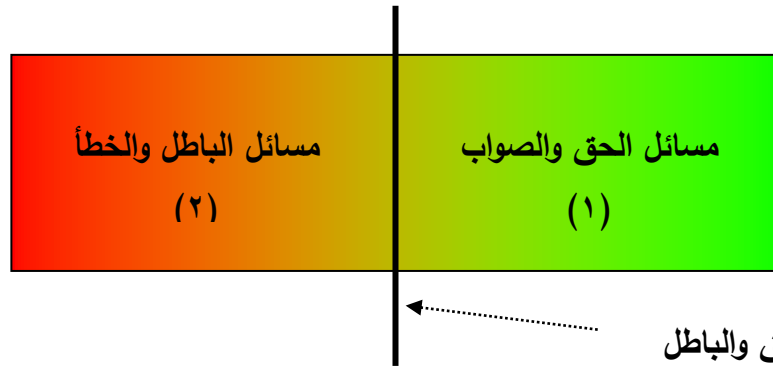 مسائل الحق والصواب
(١)
مسائل الباطل والخطأ
(٢)
والباطل